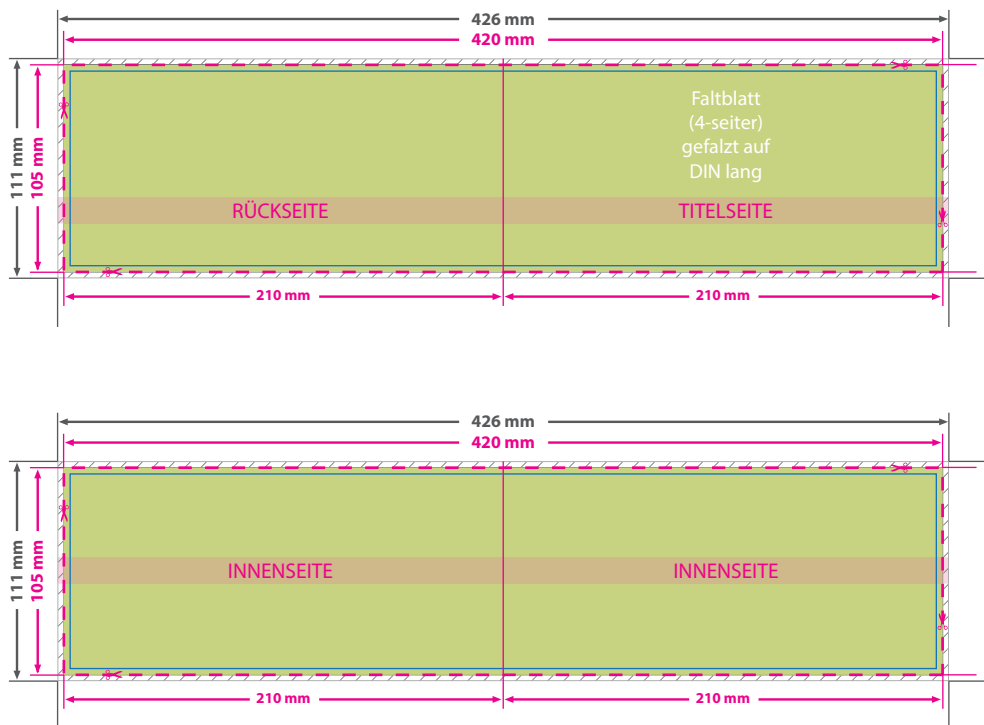 426 mm
420 mm
111 mm
105 mm
Faltblatt
(4-seiter)
gefalzt auf
DIN lang
RÜCKSEITE
TITELSEITE
210 mm
210 mm
426 mm
420 mm
111 mm
105 mm
INNENSEITE
INNENSEITE
210 mm
210 mm